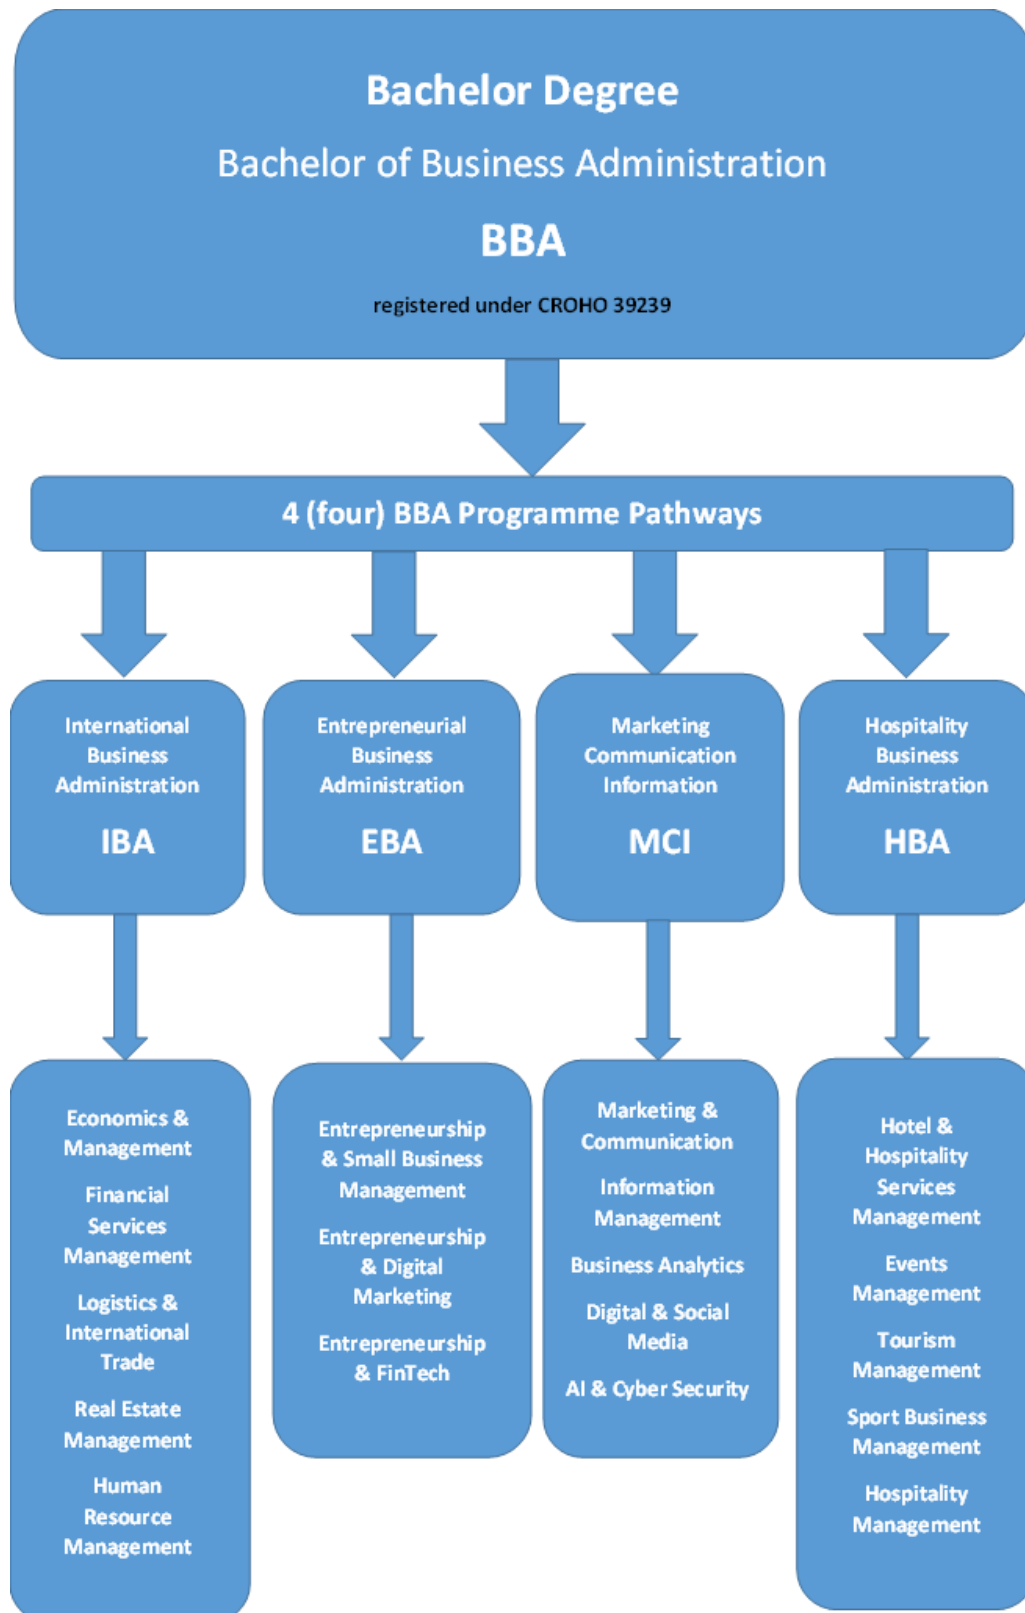 Bachelor Degree
Bachelor of Business Administration
BBA
registered under CROHO 39239
4 (four) BBA Programme Pathways
International
Business
Administration
IBA
Entrepreneurial
Business
Administration
EBA
Marketing
Communication
Information
MCI
Hospitality
Business
Administration
HBA
Economics &
Management
Financial
Services
Management
Logistics &
International
Trade
Real Estate
Management
Human
Resource
Management
Entrepreneurship
& Small Business
Management
Entrepreneurship
& Digital
Marketing
Entrepreneurship
& FinTech
Marketing &
Communication
Information
Management
Business Analytics
Digital & Social
Media
AI & Cyber Security
Hotel &
Hospitality
Services
Management
Events
Management
Tourism
Management
Sport Business
Management
Hospitality
Management